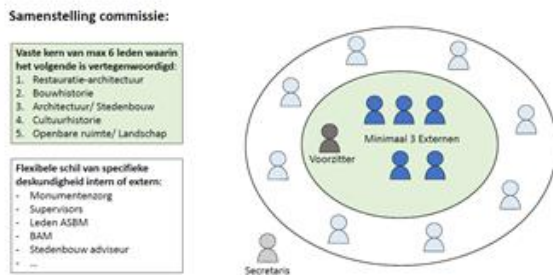 Samenstelling commissie:
Vaste kern van max 6 leden waarin
het volgende is vertegenwoordigd:
1. Restauratie-architectuur
2. Bouwhistorie
3. Architectuur/ Stedenbouw
4. Cultuurhistorie
5. Openbare ruimte/ Landschap
Flexibele schil van specifieke
deskundigheid intern of extern:
- Monumentenzorg
- Supervisors
- Leden ASBM
- BAM
- Stedenbouw adviseur
- ...
Minimaal 3 Externen
Voorzitter
Secretaris